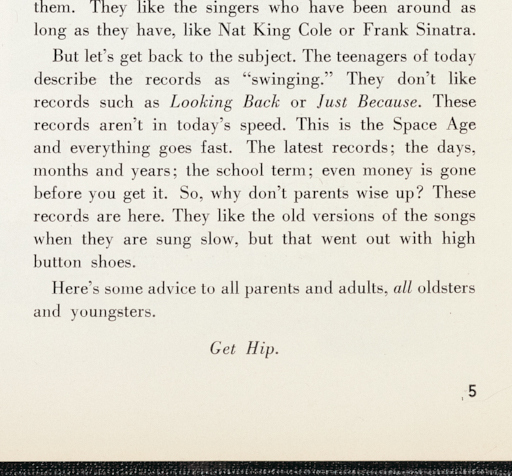 them. They like the singers who have been around as
long as they have, like Nat King Cole or Frank Sinatra.
But let's get back to the subject. The teenagers of today
describe the records as “swinging.” They don't like
records such as Looking Back or Just Because. These
records aren't in today's speed. This is the Space Age
and everything goes fast. The latest records; the days,
months and years; the school term; even money is gone
before you get it. So, why don't parents wise up? These
records are here. They like the old versions of the songs
when they are sung slow, but that went out with high
button shoes.
Here's some advice to all parents and adults, all oldsters
and youngsters.
Get Hip.
5